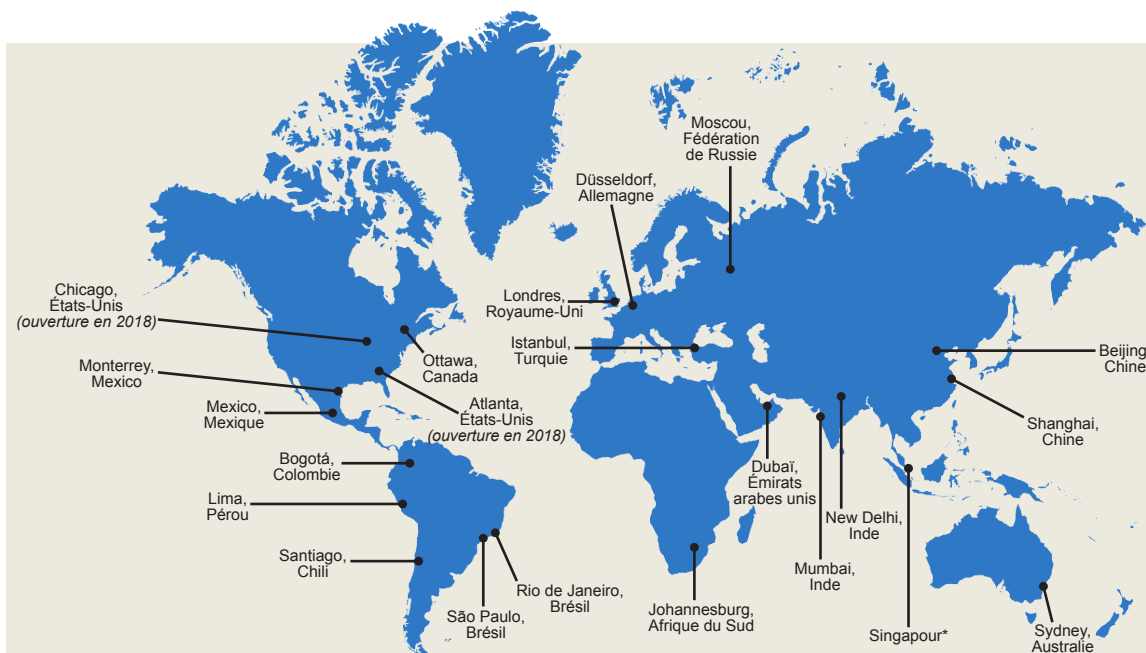 Moscou,
Fédération
de Russie
Düsseldorf,
Allemagne
Chicago,
États-Unis
(ouverture en 2018)
Londres,
Royaume-Uni
Istanbul,
Turquie
Ottawa,
Canada
Beijing
Chine
Monterrey,
Mexico
Mexico,
Mexique
Atlanta,
États-Unis
(ouverture en 2018)
Shanghai,
Chine
Bogotá,
Colombie
Dubaï,
Émirats
arabes unis
Lima,
Pérou
New Delhi,
Inde
Santiago,
Chili
Mumbai,
Inde
Rio de Janeiro,
Brésil
São Paulo,
Brésil
Johannesburg,
Afrique du Sud
Singapour*
Sydney,
Australie